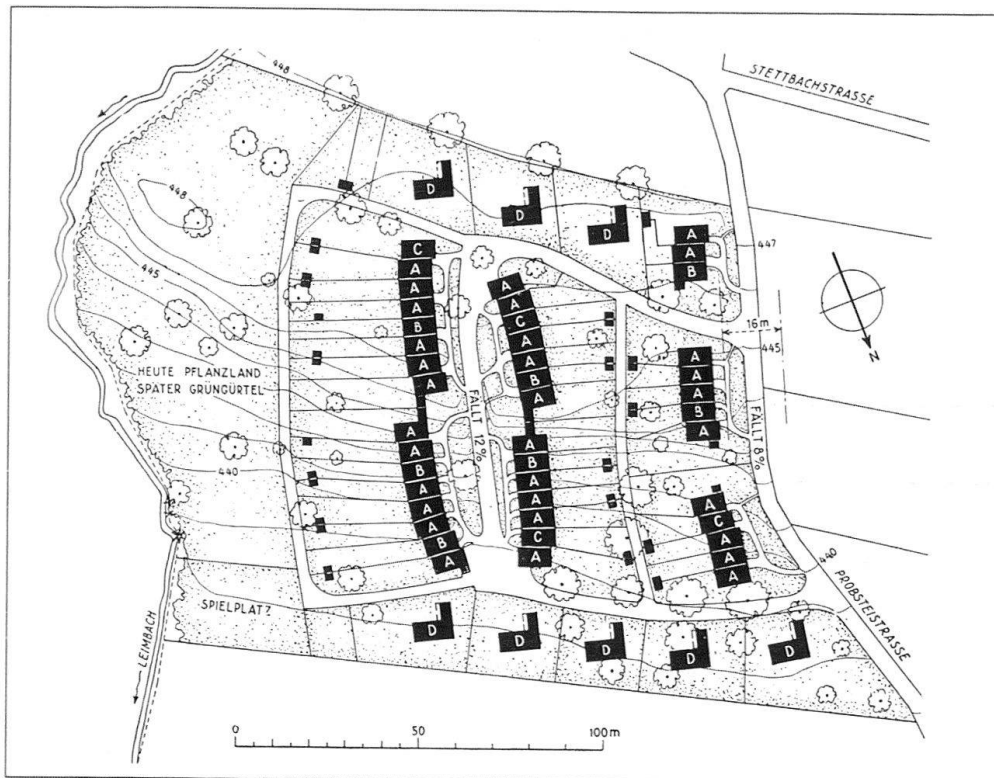 448
STETTBACHSTRASSE
448
D
D
D
447
A
A
B
C
A
A
A
B
A
A
A
A
A
C
A
A
B
A
445
16 m
445
N
HEUTE PFLANZLAND
SPÄTER GRÜNGÜRTEL
FÄLLT 12%
A
A
A
B
A
FÄLLT 8%
440
A
A
B
A
A
A
B
A
A
B
A
A
A
C
A
A
C
A
A
A
440
PROBSTEISTRASSE
SPIELPLATZ
LEIMBACH
D
D
D
D
D
0
50
100 m